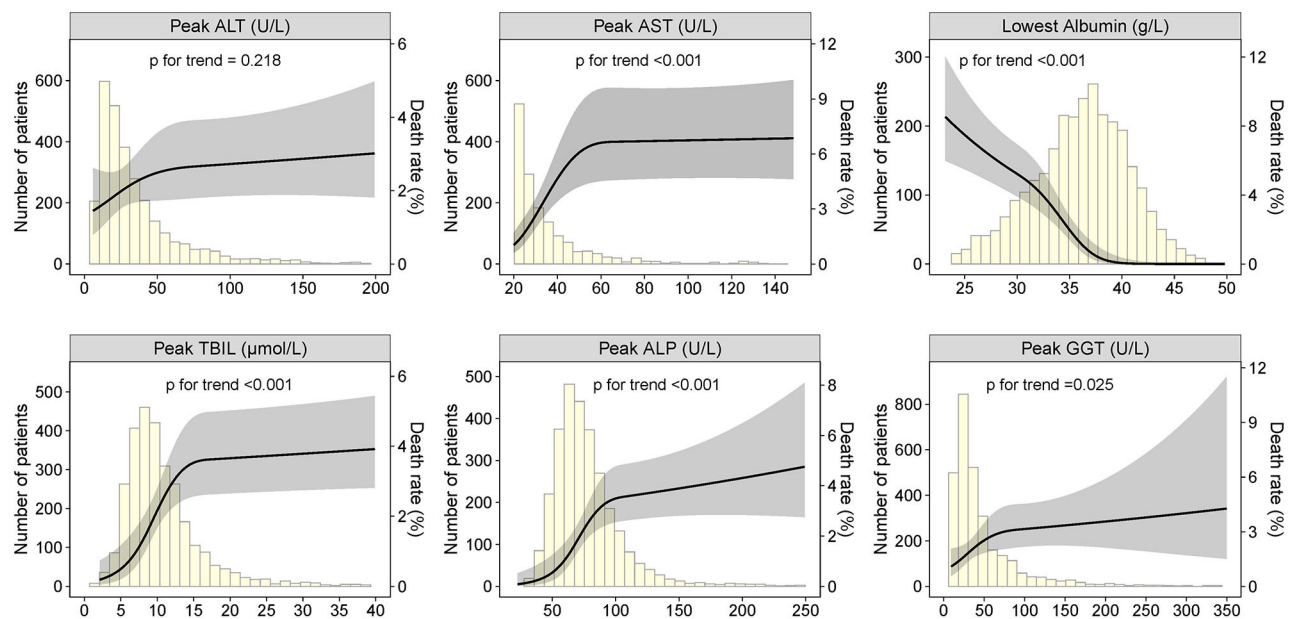 Peak ALT (U/L)
p for trend = 0.218
Number of patients
Death rate (%)
600
400
200
0
6
4
2
0
0 50 100 150 200
Peak AST (U/L)
p for trend <0.001
Number of patients
Death rate (%)
600
400
200
0
12
9
6
3
0
20 40 60 80 100 120 140
Lowest Albumin (g/L)
p for trend <0.001
Number of patients
Death rate (%)
300
200
100
0
12
8
4
0
25 30 35 40 45 50
Peak TBIL (µmol/L)
p for trend <0.001
Number of patients
Death rate (%)
500
400
300
200
100
0
6
4
2
0
0 5 10 15 20 25 30 35 40
Peak ALP (U/L)
p for trend <0.001
Number of patients
Death rate (%)
500
400
300
200
100
0
8
6
4
2
0
50 100 150 200 250
Peak GGT (U/L)
p for trend =0.025
Number of patients
Death rate (%)
800
600
400
200
0
12
9
6
3
0
0 50 100 150 200 250 300 350